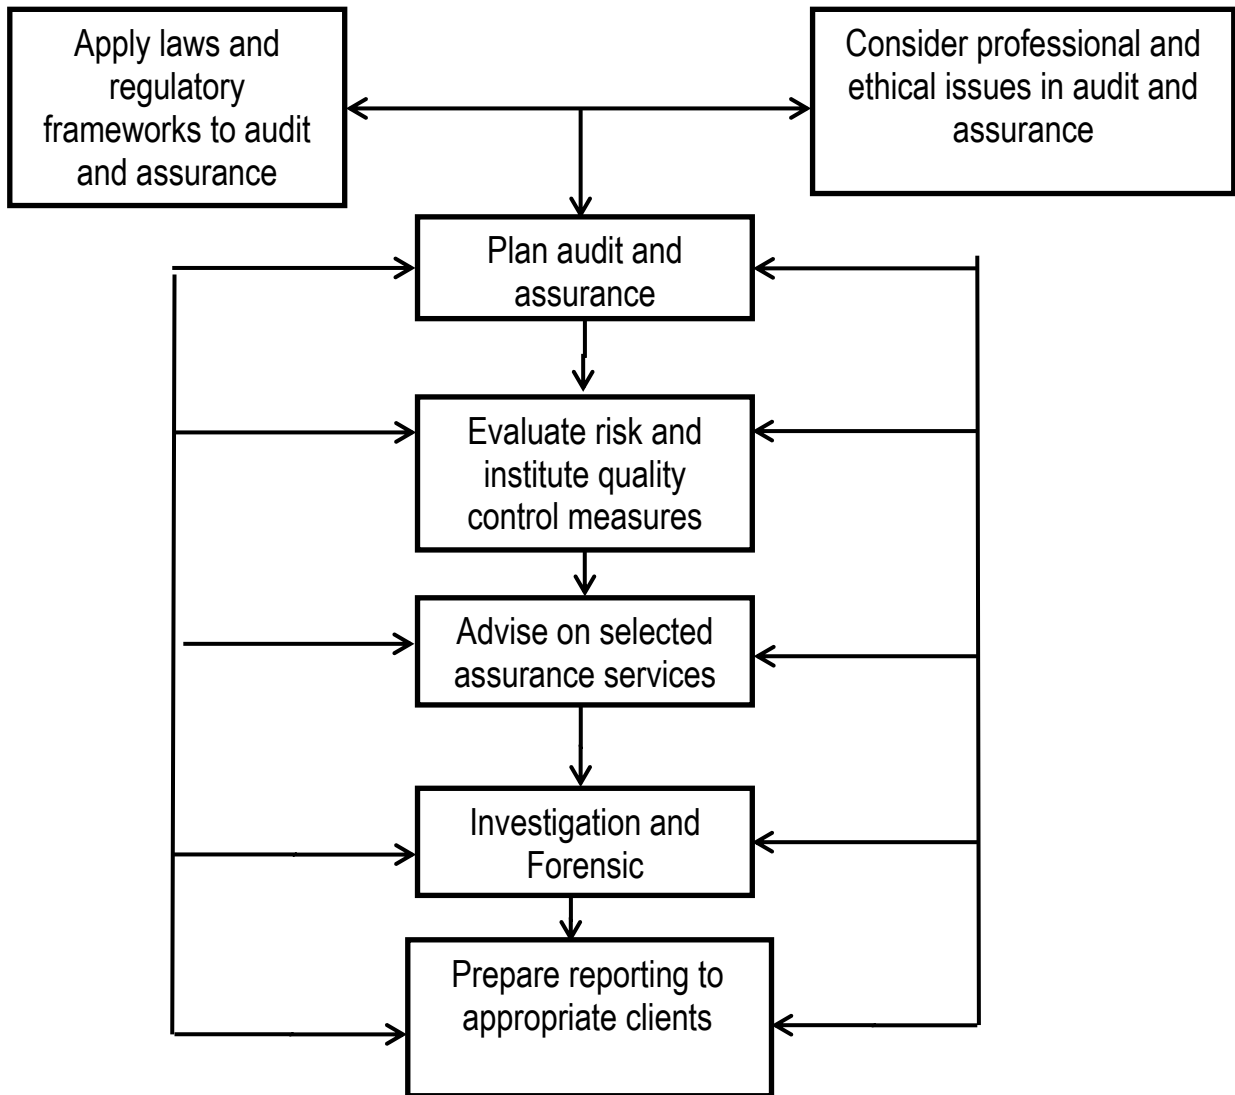 Apply laws and
regulatory
frameworks to audit
and assurance
Consider professional and
ethical issues in audit and
assurance
Plan audit and
assurance
Evaluate risk and
institute quality
control measures
Advise on selected
assurance services
Investigation and
Forensic
Prepare reporting to
appropriate clients